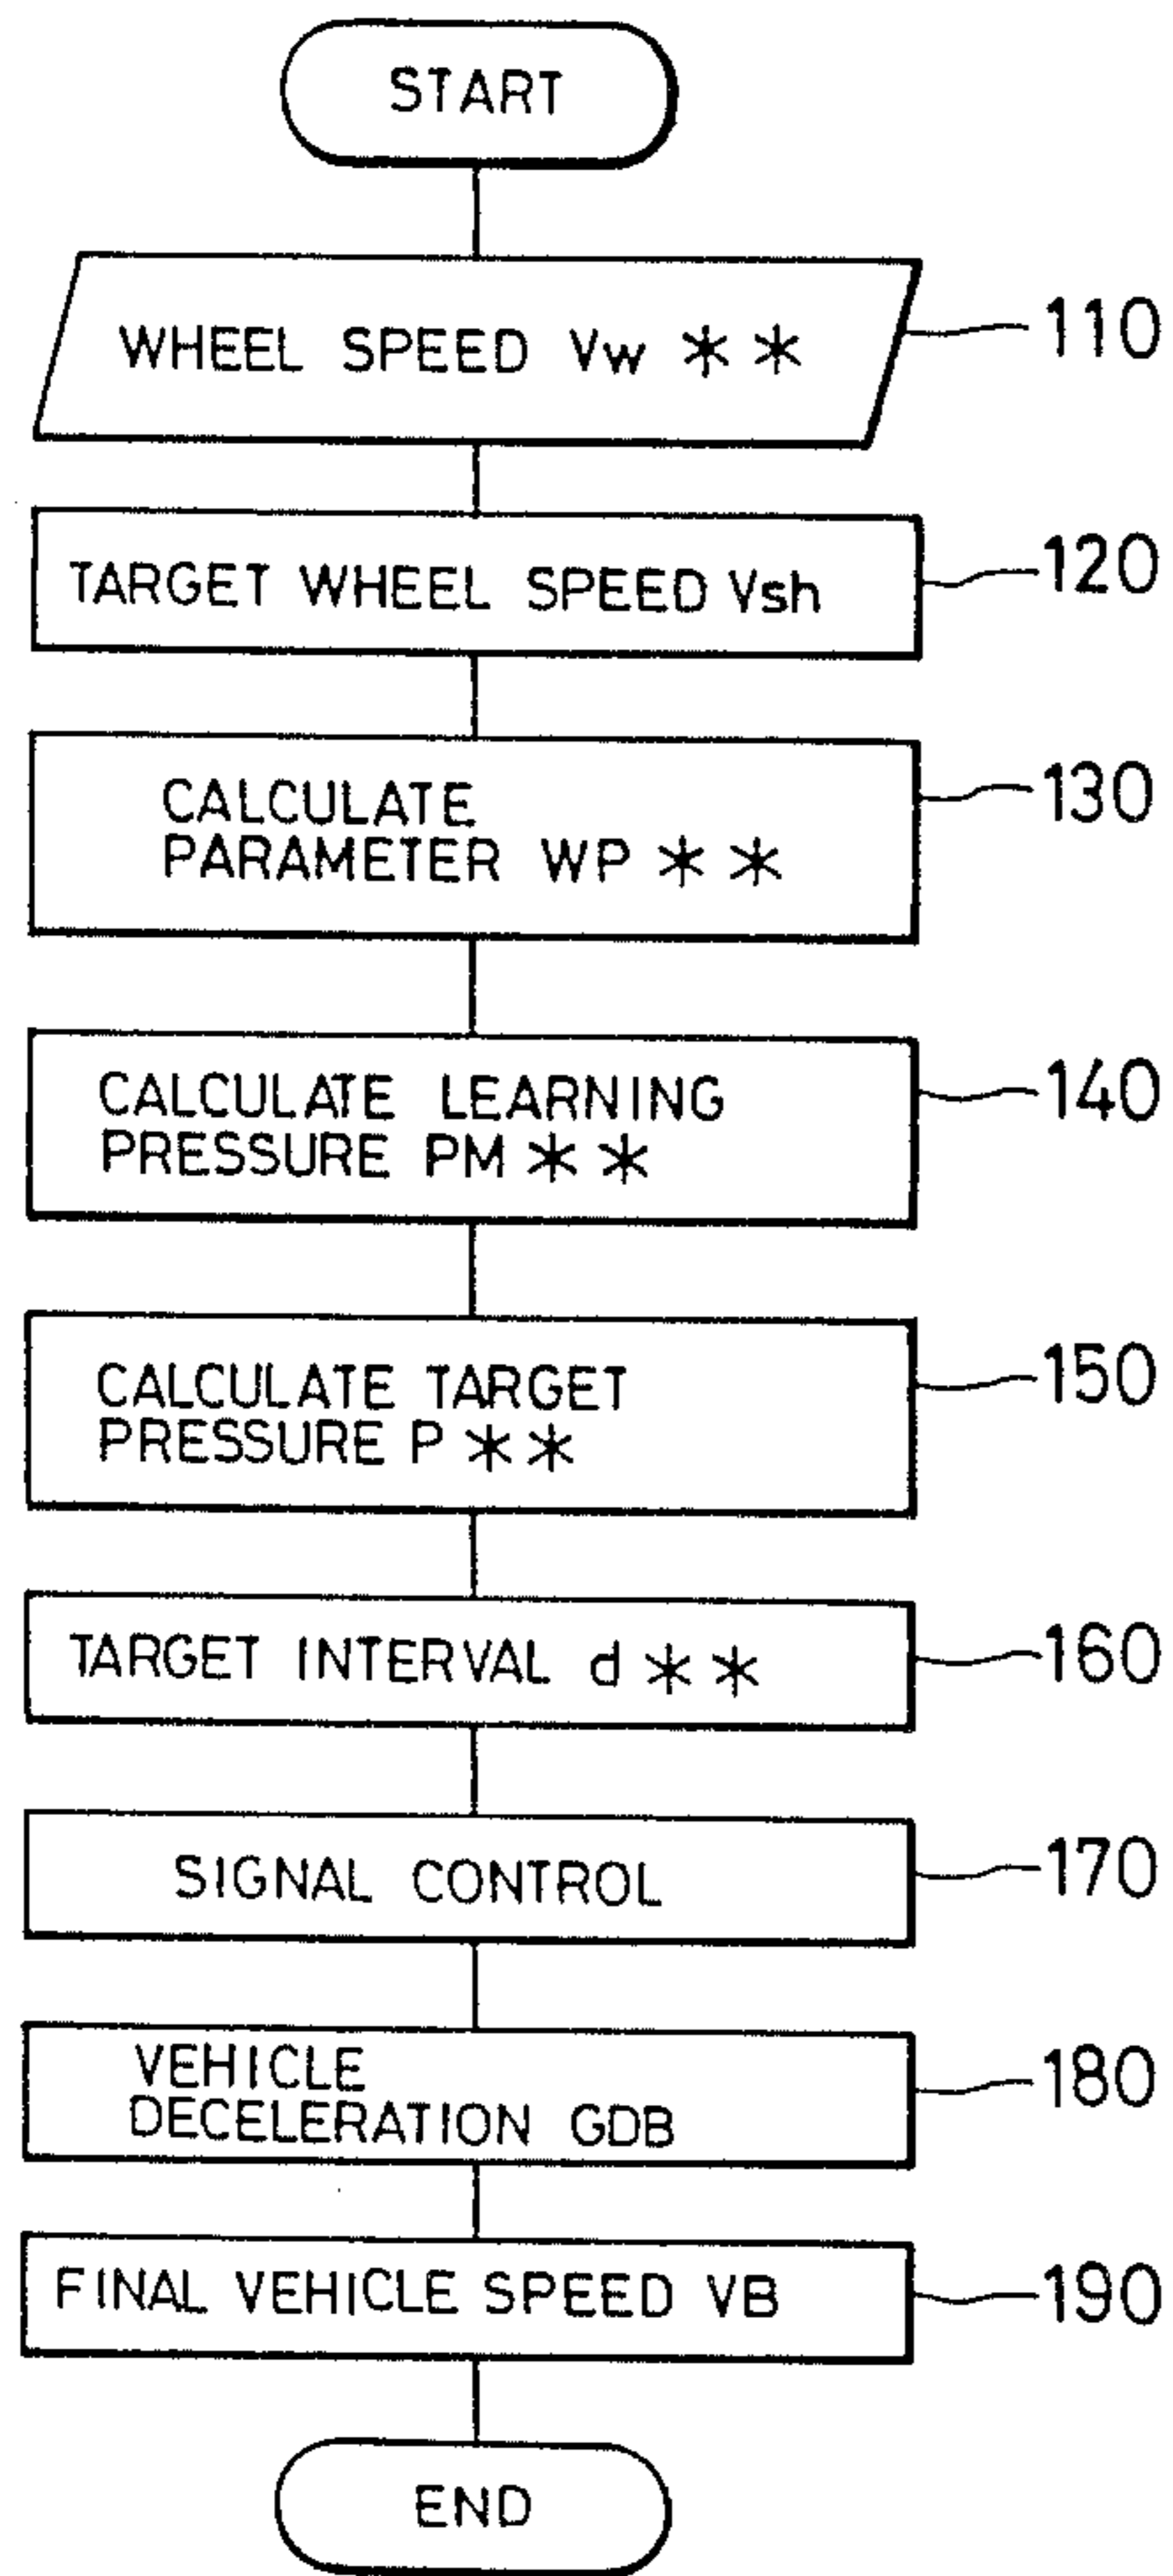 START
WHEEL SPEED Vw ＊＊
110
TARGET WHEEL SPEED Vsh
120
CALCULATE
PARAMETER WP ＊＊
130
CALCULATE LEARNING
PRESSURE PM ＊＊
140
CALCULATE TARGET
PRESSURE P ＊＊
150
TARGET INTERVAL d ＊＊
160
SIGNAL CONTROL
170
VEHICLE
DECELERATION GDB
180
FINAL VEHICLE SPEED VB
190
END